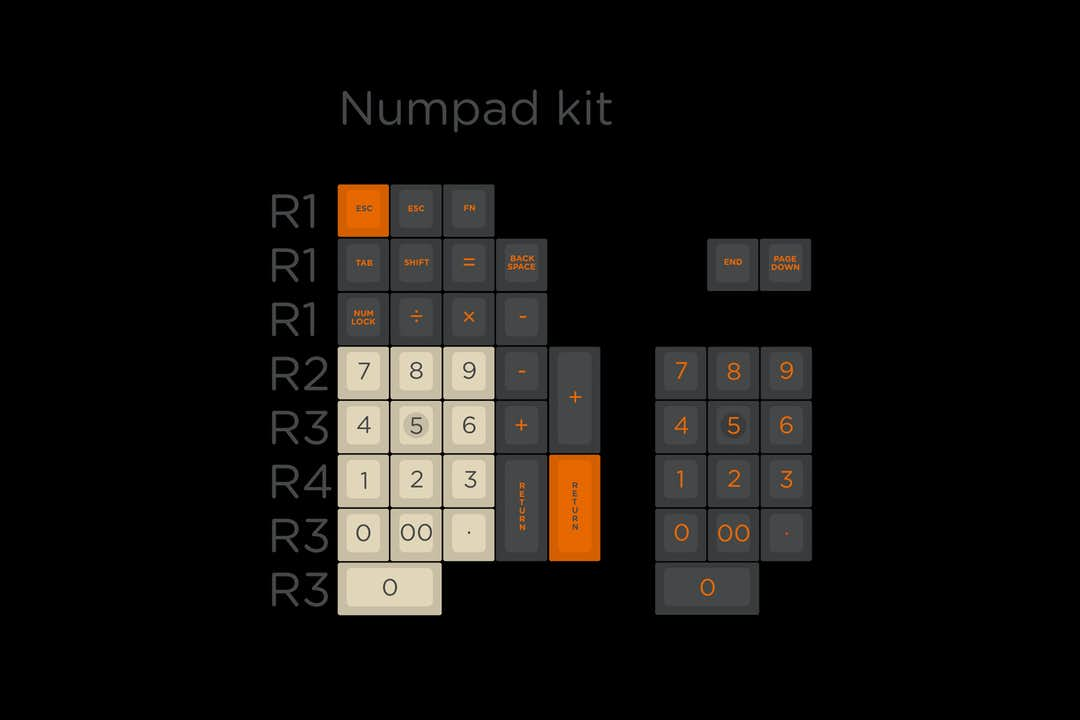 Numpad kit
R1 ESC ESC FN
R1 TAB SHIFT = BACK SPACE END PAGE DOWN
R1 NUM LOCK ÷ × -
R2 7 8 9 - + 7 8 9
R3 4 5 6 + 4 5 6
R4 1 2 3 RETURN RETURN 1 2 3
R3 0 00 . 0 00 .
R3 0 0